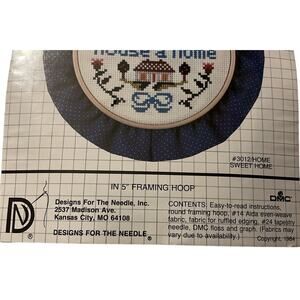 House & Home
#3012/HOME
SWEET HOME
IN 5" FRAMING HOOP
DMC®
Designs For The Needle, Inc.
2537 Madison Ave.
Kansas City, MO 64108
DESIGNS FOR THE NEEDLE®
CONTENTS: Easy-to-read instructions,
round framing hoop, #14 Aida even-weave
fabric, fabric for ruffled edging, #24 tapestry
needle, DMC floss and graph. (Fabrics may
vary due to availability.)
Copyright, 1984